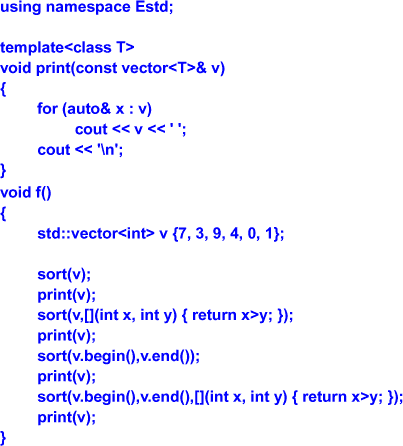 using namespace Estd;
template<class T>
void print(const vector<T>& v)
{
for (auto& x : v)
cout << v << ' ';
cout << '\n';
}
void f()
{
std::vector<int> v {7, 3, 9, 4, 0, 1};
sort(v);
print(v);
sort(v,[](int x, int y) { return x>y; });
print(v);
sort(v.begin(),v.end());
print(v);
sort(v.begin(),v.end(),[](int x, int y) { return x>y; });
print(v);
}